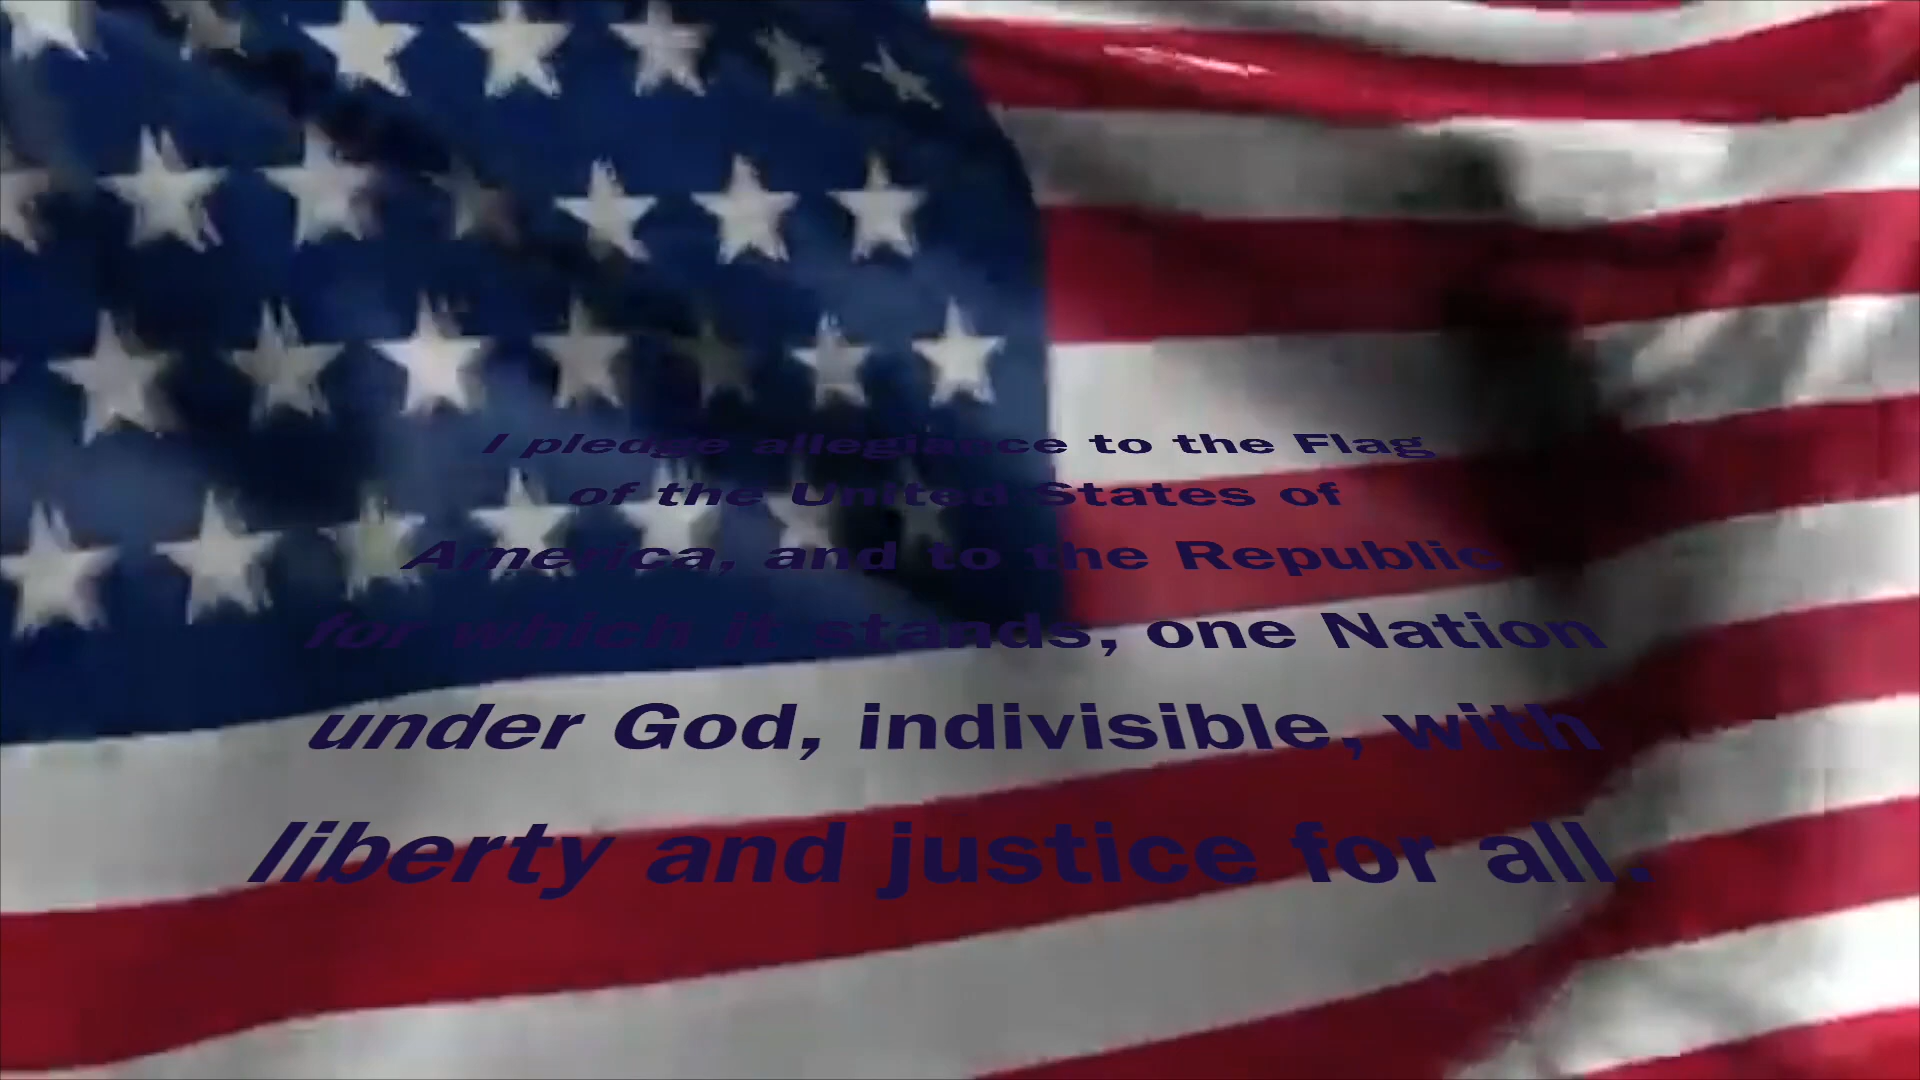 I pledge allegiance to the Flag
of the United States of
America, and to the Republic
for which it stands, one Nation
under God, indivisible, with
liberty and justice for all.